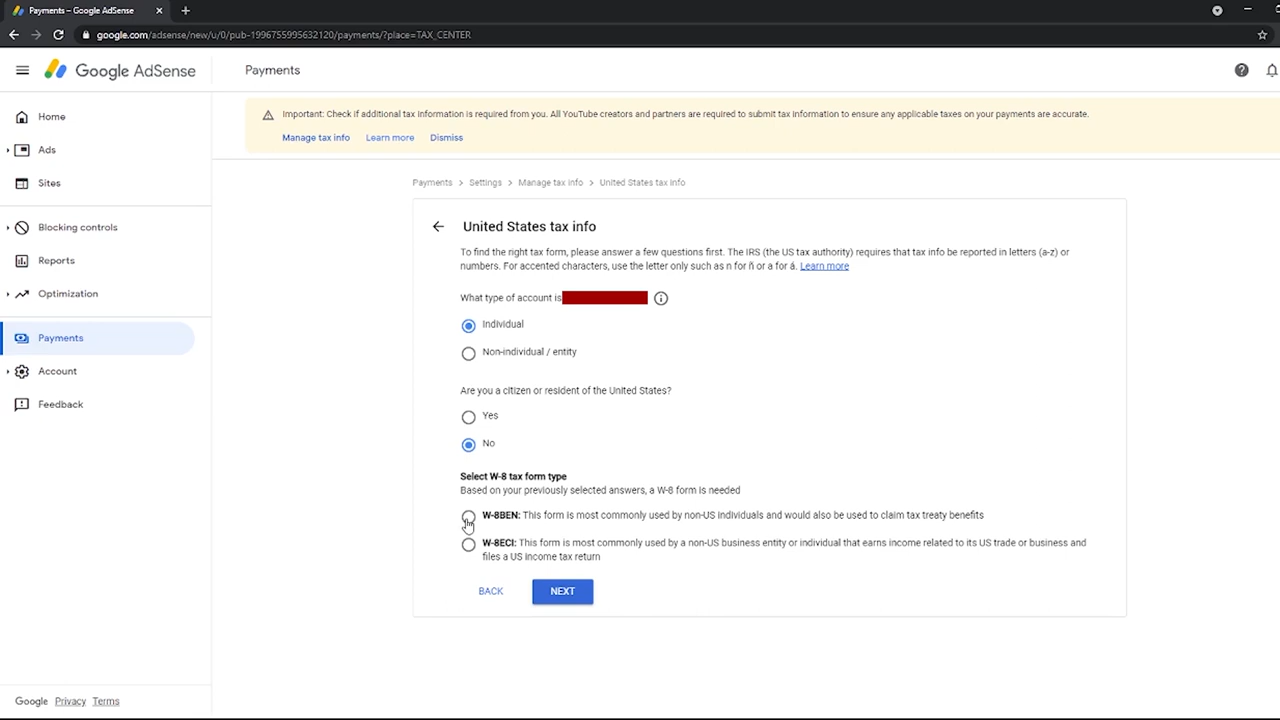 Payments – Google AdSense
google.com/adsense/new/u/0/pub-1996755995632120/payments/?place=TAX_CENTER
Google AdSense
Payments
Home
Ads
Sites
Blocking controls
Reports
Optimization
Payments
Account
Feedback
Google Privacy Terms
Important: Check if additional tax information is required from you. All YouTube creators and partners are required to submit tax information to ensure any applicable taxes on your payments are accurate.
Manage tax info Learn more Dismiss
Payments > Settings > Manage tax info > United States tax info
United States tax info
To find the right tax form, please answer a few questions first. The IRS (the US tax authority) requires that tax info be reported in letters (a-z) or
numbers. For accented characters, use the letter only such as n for ñ or a for á. Learn more
What type of account is
Individual
Non-individual / entity
Are you a citizen or resident of the United States?
Yes
No
Select W-8 tax form type
Based on your previously selected answers, a W-8 form is needed
W-8BEN: This form is most commonly used by non-US individuals and would also be used to claim tax treaty benefits
W-8ECI: This form is most commonly used by a non-US business entity or individual that earns income related to its US trade or business and
files a US income tax return
BACK NEXT